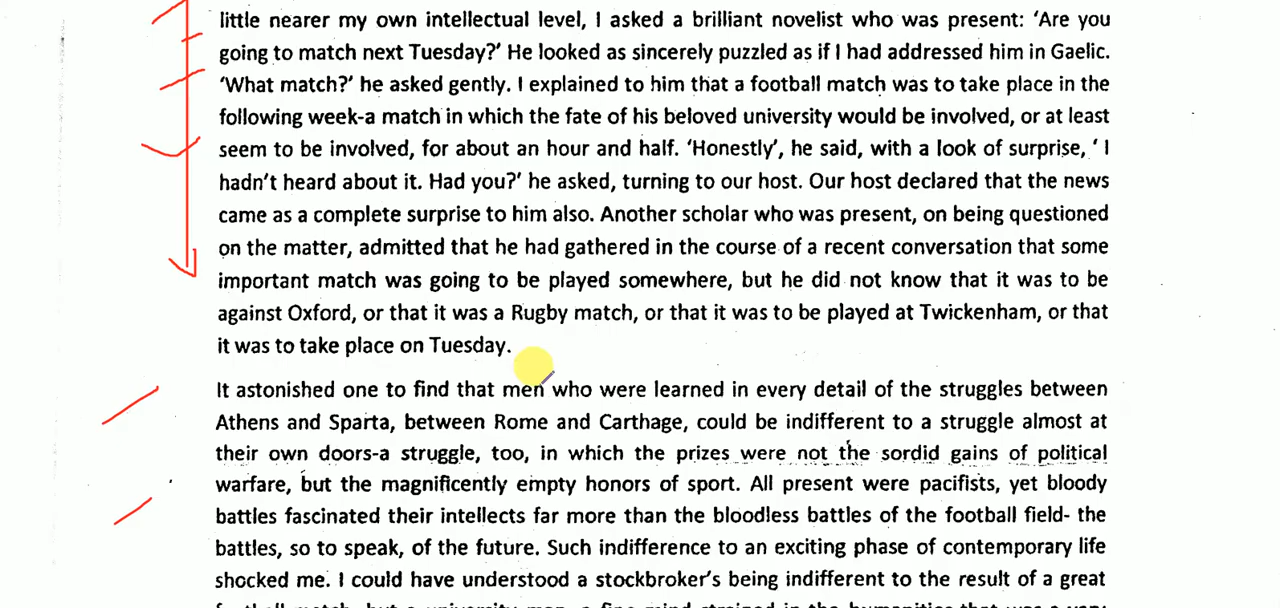 little nearer my own intellectual level, I asked a brilliant novelist who was present: ‘Are you
going to match next Tuesday?’ He looked as sincerely puzzled as if I had addressed him in Gaelic.
‘What match?’ he asked gently. I explained to him that a football match was to take place in the
following week-a match in which the fate of his beloved university would be involved, or at least
seem to be involved, for about an hour and half. ‘Honestly’, he said, with a look of surprise, ‘ I
hadn’t heard about it. Had you?’ he asked, turning to our host. Our host declared that the news
came as a complete surprise to him also. Another scholar who was present, on being questioned
on the matter, admitted that he had gathered in the course of a recent conversation that some
important match was going to be played somewhere, but he did not know that it was to be
against Oxford, or that it was a Rugby match, or that it was to be played at Twickenham, or that
it was to take place on Tuesday.
It astonished one to find that men who were learned in every detail of the struggles between
Athens and Sparta, between Rome and Carthage, could be indifferent to a struggle almost at
their own doors-a struggle, too, in which the prizes were not the sordid gains of political
warfare, but the magnificently empty honors of sport. All present were pacifists, yet bloody
battles fascinated their intellects far more than the bloodless battles of the football field- the
battles, so to speak, of the future. Such indifference to an exciting phase of contemporary life
shocked me. I could have understood a stockbroker’s being indifferent to the result of a great